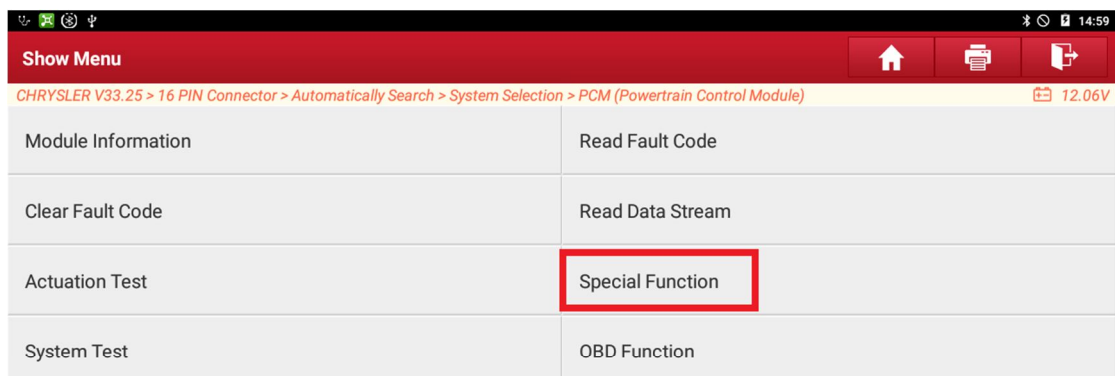 14:59
Show Menu
CHRYSLER V33.25 > 16 PIN Connector > Automatically Search > System Selection > PCM (Powertrain Control Module) 12.06V
Module Information Read Fault Code
Clear Fault Code Read Data Stream
Actuation Test Special Function
System Test OBD Function